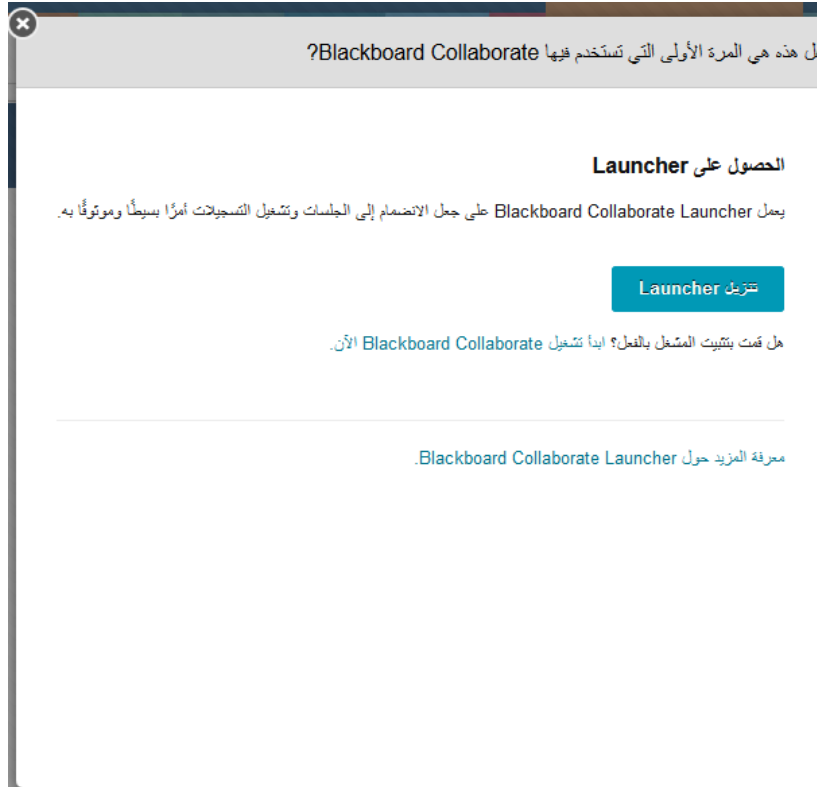 ل هذه هي المرة الأولى التي تستخدم فيها Blackboard Collaborate?
الحصول على Launcher
يعمل Blackboard Collaborate Launcher على جعل الانضمام إلى الجلسات وتشغيل التسجيلات أمرًا بسيطًا وموثوقًا به.
تنزيل Launcher
هل قمت بتثبيت المشغل بالفعل؟ ابدأ تشغيل Blackboard Collaborate الآن.
معرفة المزيد حول Blackboard Collaborate Launcher.